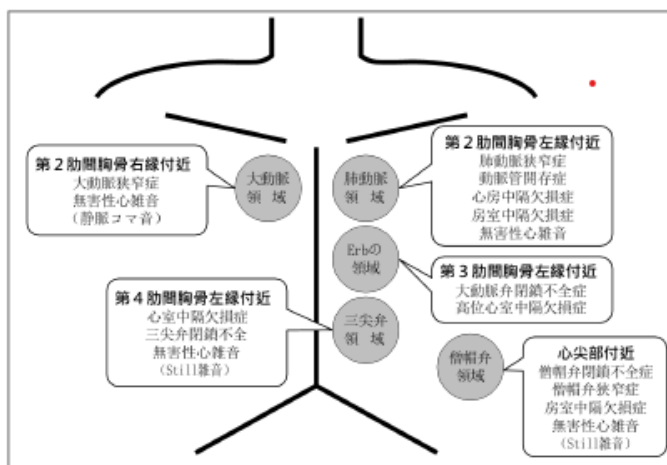 第２肋間胸骨右縁付近
大動脈狭窄症
無害性心雑音
（静脈コマ音）
大動脈
領 域
肺動脈
領 域
第２肋間胸骨左縁付近
肺動脈狭窄症
動脈管開存症
心房中隔欠損症
房室中隔欠損症
無害性心雑音
Erbの
領域
第３肋間胸骨左縁付近
大動脈弁閉鎖不全症
高位心室中隔欠損症
第４肋間胸骨左縁付近
心室中隔欠損症
三尖弁閉鎖不全
無害性心雑音
（Still雑音）
三尖弁
領 域
僧帽弁
領域
心尖部付近
僧帽弁閉鎖不全症
僧帽弁狭窄症
房室中隔欠損症
無害性心雑音
（Still雑音）